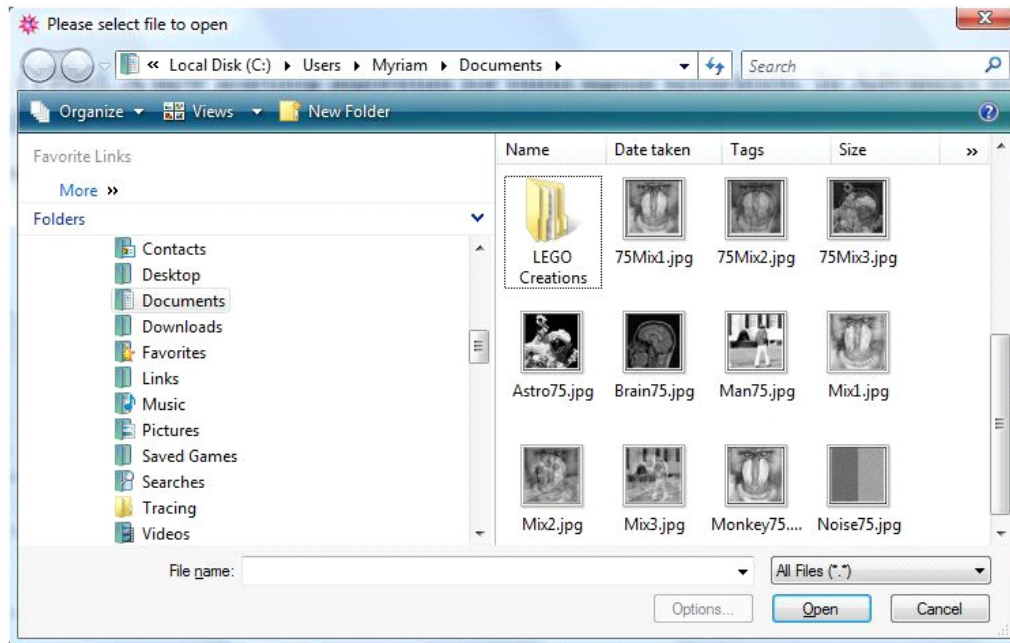 Please select file to open
« Local Disk (C:) Users Myriam Documents
Search
Organize Views New Folder
Favorite Links
More »
Folders
Contacts
Desktop
Documents
Downloads
Favorites
Links
Music
Pictures
Saved Games
Searches
Tracing
Videos
Name Date taken Tags Size »
LEGO
Creations
75Mix1.jpg 75Mix2.jpg 75Mix3.jpg
Astro75.jpg Brain75.jpg Man75.jpg Mix1.jpg
Mix2.jpg Mix3.jpg Monkey75.... Noise75.jpg
File name:
All Files (*.*)
Options... Open Cancel